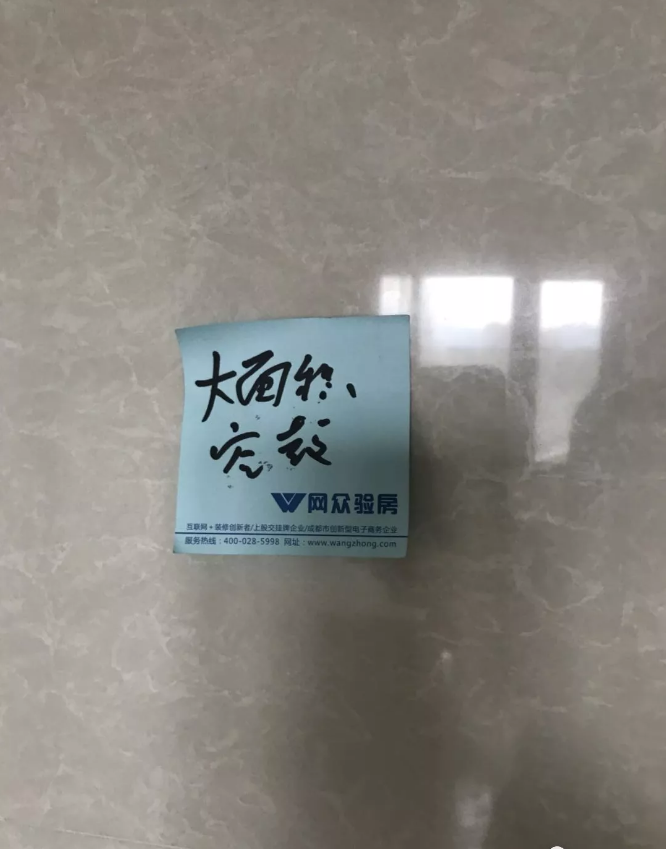 大面积
空鼓
网众验房
互联网+装修创新者/上股交挂牌企业/成都市创新型电子商务企业
服务热线:400-028-5998 网址:www.wangzhong.com